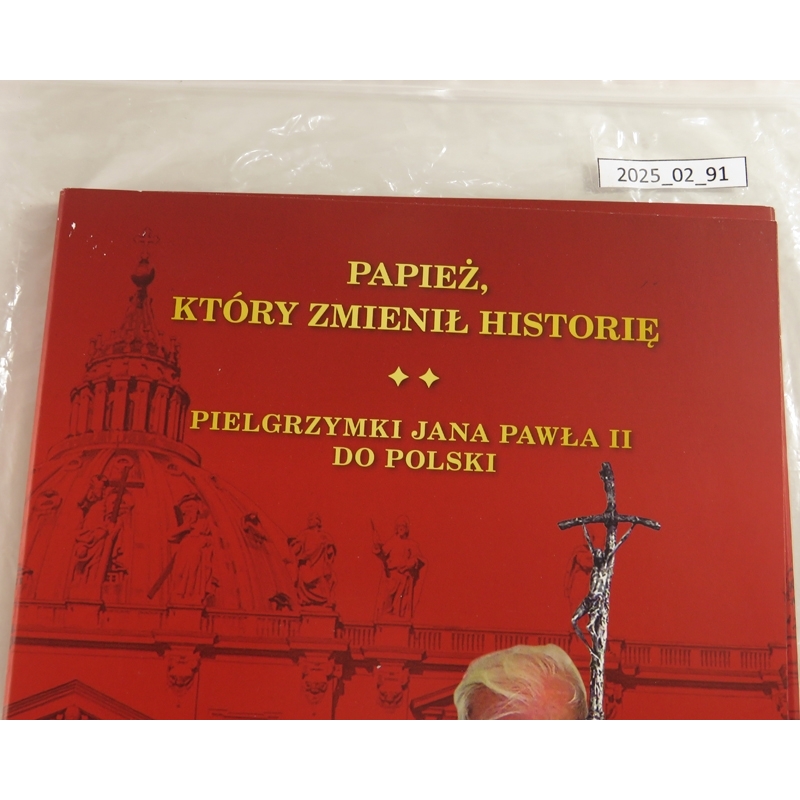 2025_02_91
PAPIEŻ,
KTÓRY ZMIENIŁ HISTORIĘ
PIELGRZYMKI JANA PAWŁA II
DO POLSKI